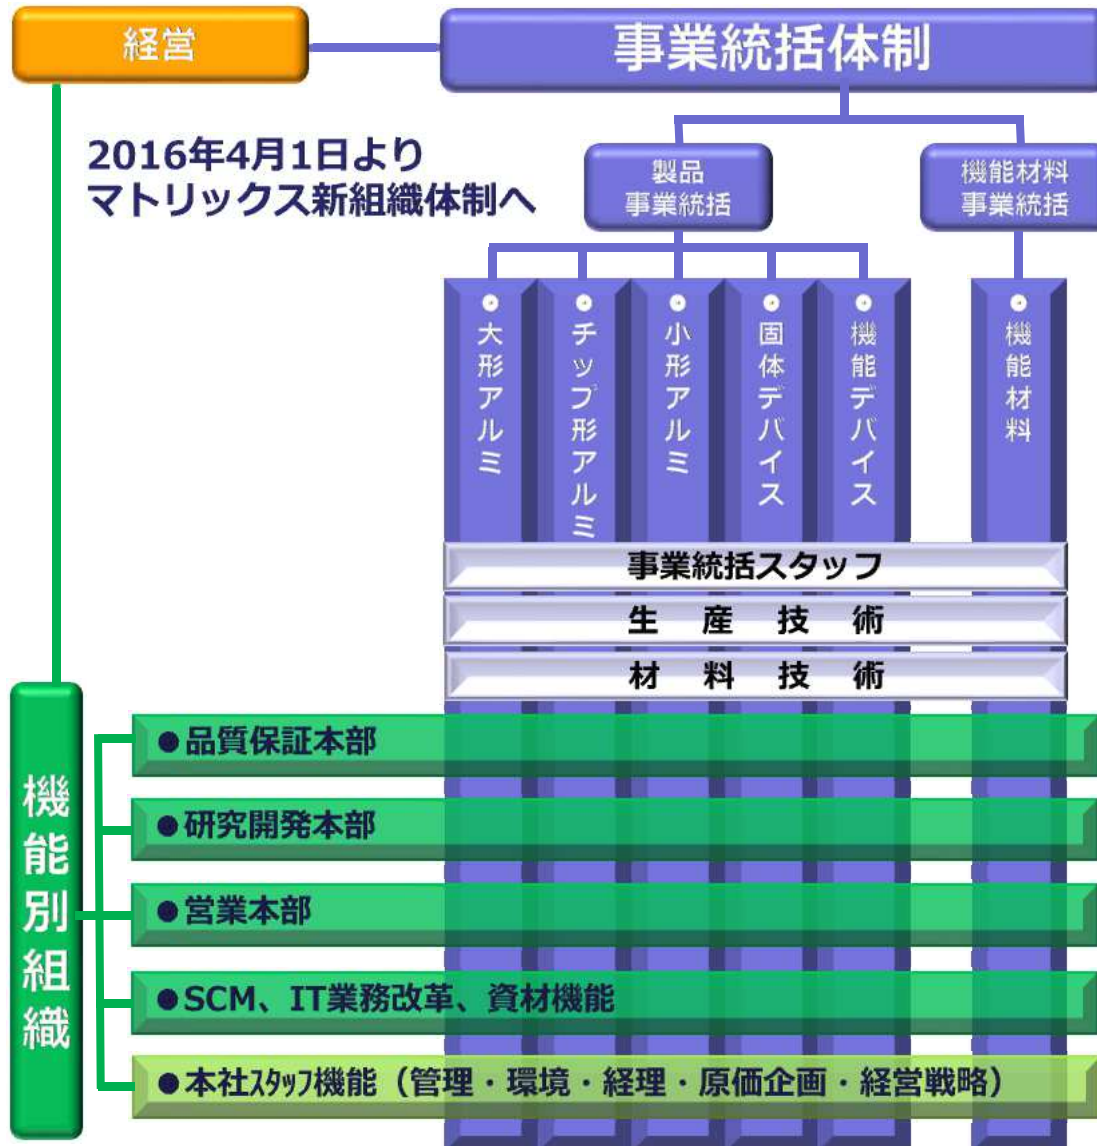 経営
事業統括体制
2016年4月1日より
マトリックス新組織体制へ
製品
事業統括
機能材料
事業統括
大形アルミ
チップ形アルミ
小形アルミ
固体デバイス
機能デバイス
機能材料
事業統括スタッフ
生産技術
材料技術
機能別組織
●品質保証本部
●研究開発本部
●営業本部
●SCM、IT業務改革、資材機能
●本社スタッフ機能（管理・環境・経理・原価企画・経営戦略）